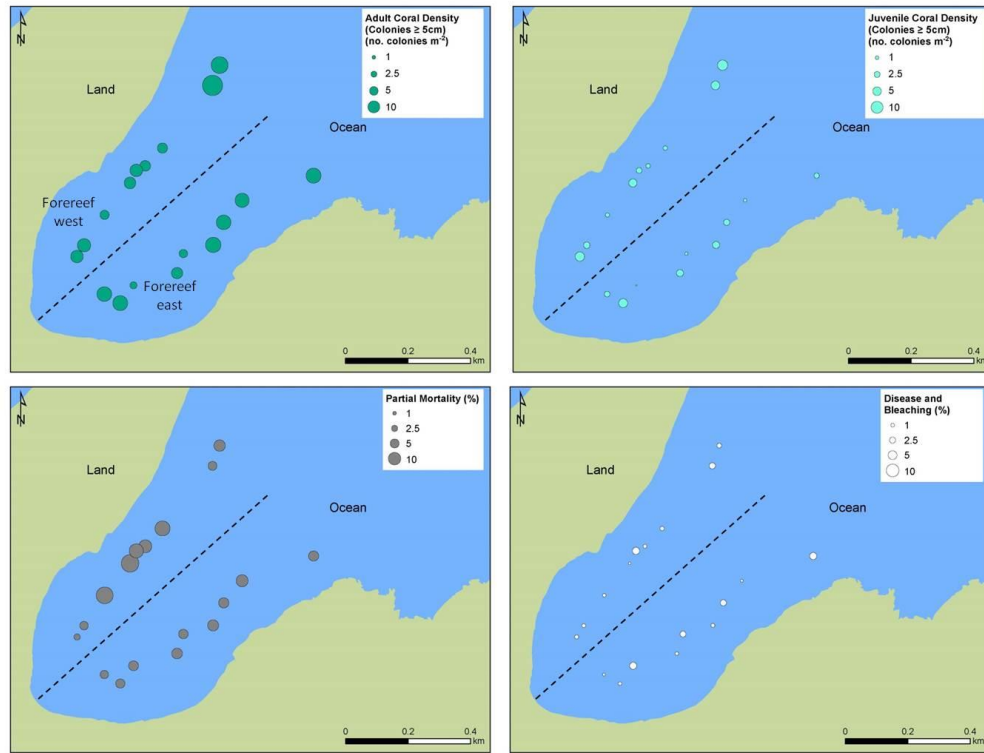 N
Adult Coral Density
(Colonies ≥ 5cm)
(no. colonies m⁻²)
1
2.5
5
10
Land
Ocean
Forereef
west
Forereef
east
0 0.2 0.4
km
N
Juvenile Coral Density
(Colonies ≥ 5cm)
(no. colonies m⁻²)
1
2.5
5
10
Land
Ocean
0 0.2 0.4
km
N
Partial Mortality (%)
1
2.5
5
10
Land
Ocean
0 0.2 0.4
km
N
Disease and
Bleaching (%)
1
2.5
5
10
Land
Ocean
0 0.2 0.4
km